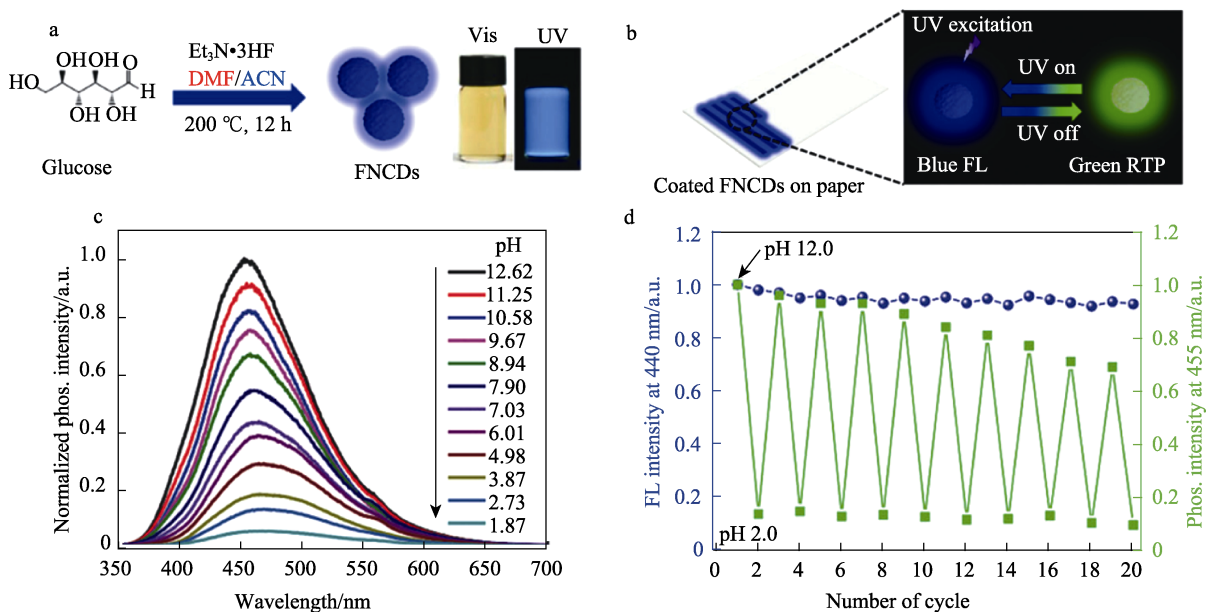 a
OH OH O
HO
H
OH OH
Glucose
Et₃N•3HF
DMF/ACN
200 ℃, 12 h
FNCDs
Vis
UV
b
Coated FNCDs on paper
UV excitation
UV on
UV off
Blue FL
Green RTP
c
Normalized phos. intensity/a.u.
1.0
0.8
0.6
0.4
0.2
0
350 400 450 500 550 600 650 700
Wavelength/nm
pH
12.62
11.25
10.58
9.67
8.94
7.90
7.03
6.01
4.98
3.87
2.73
1.87
d
FL intensity at 440 nm/a.u.
1.2
1.0
0.8
0.6
0.4
0.2
0
pH 12.0
pH 2.0
0 2 4 6 8 10 12 14 16 18 20
Number of cycle
1.2
1.0
0.8
0.6
0.4
0.2
0
Phos. intensity at 455 nm/a.u.